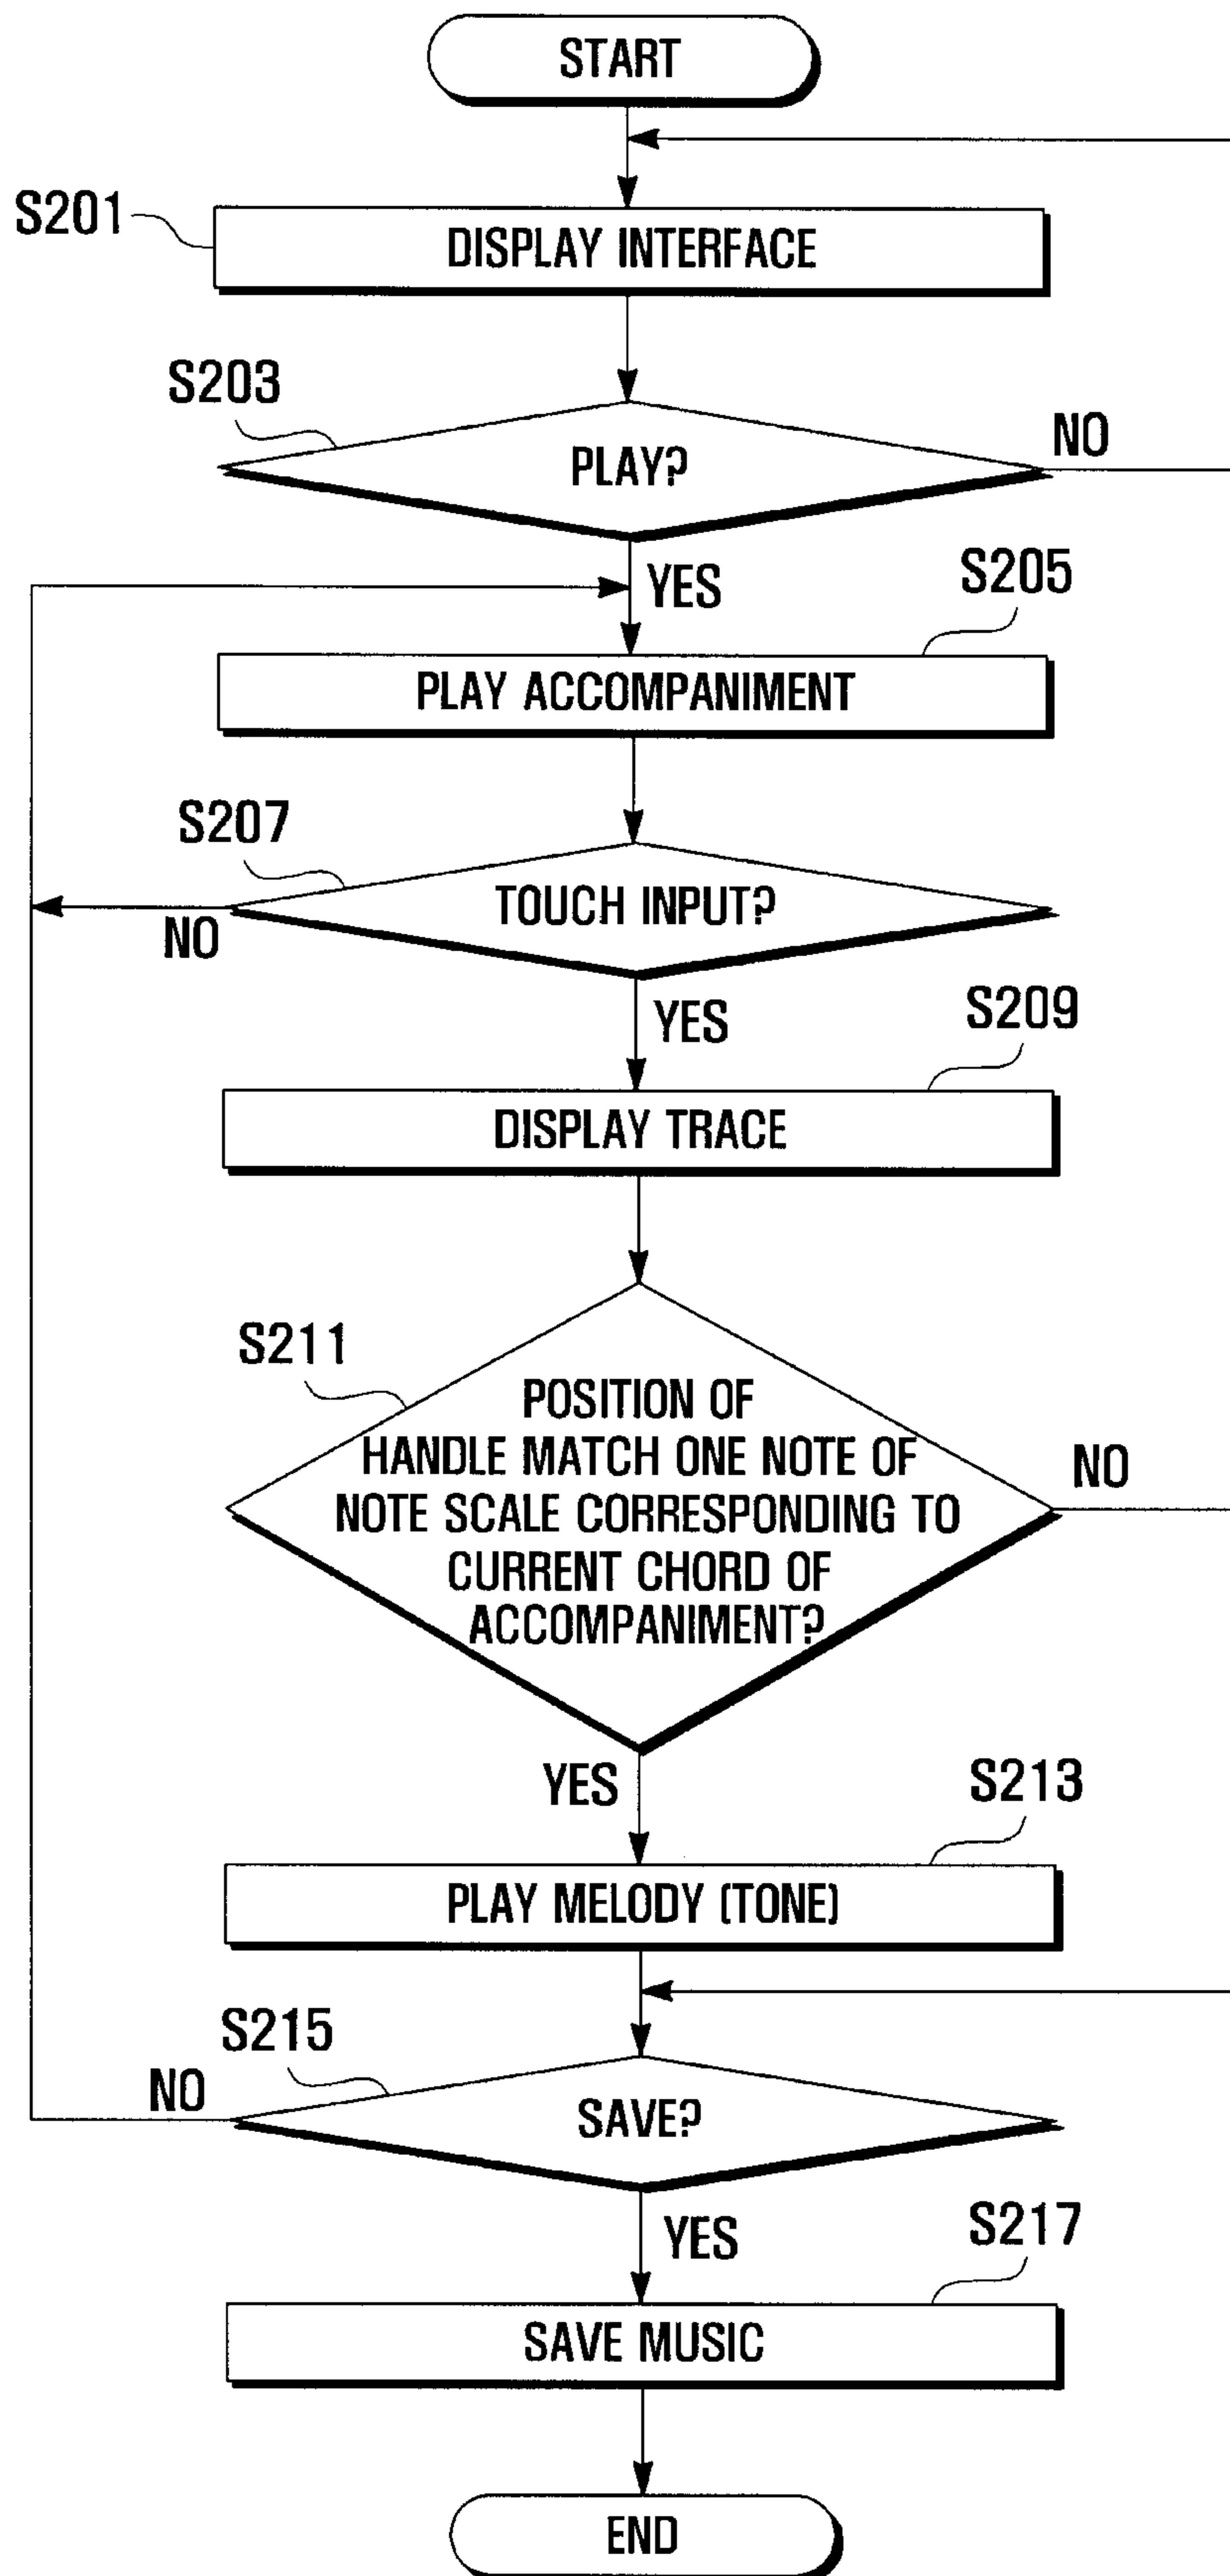 START
S201
DISPLAY INTERFACE
S203
PLAY?
NO
YES
S205
PLAY ACCOMPANIMENT
S207
TOUCH INPUT?
NO
YES
S209
DISPLAY TRACE
S211
POSITION OF
HANDLE MATCH ONE NOTE OF
NOTE SCALE CORRESPONDING TO
CURRENT CHORD OF
ACCOMPANIMENT?
NO
YES
S213
PLAY MELODY (TONE)
S215
NO
SAVE?
YES
S217
SAVE MUSIC
END